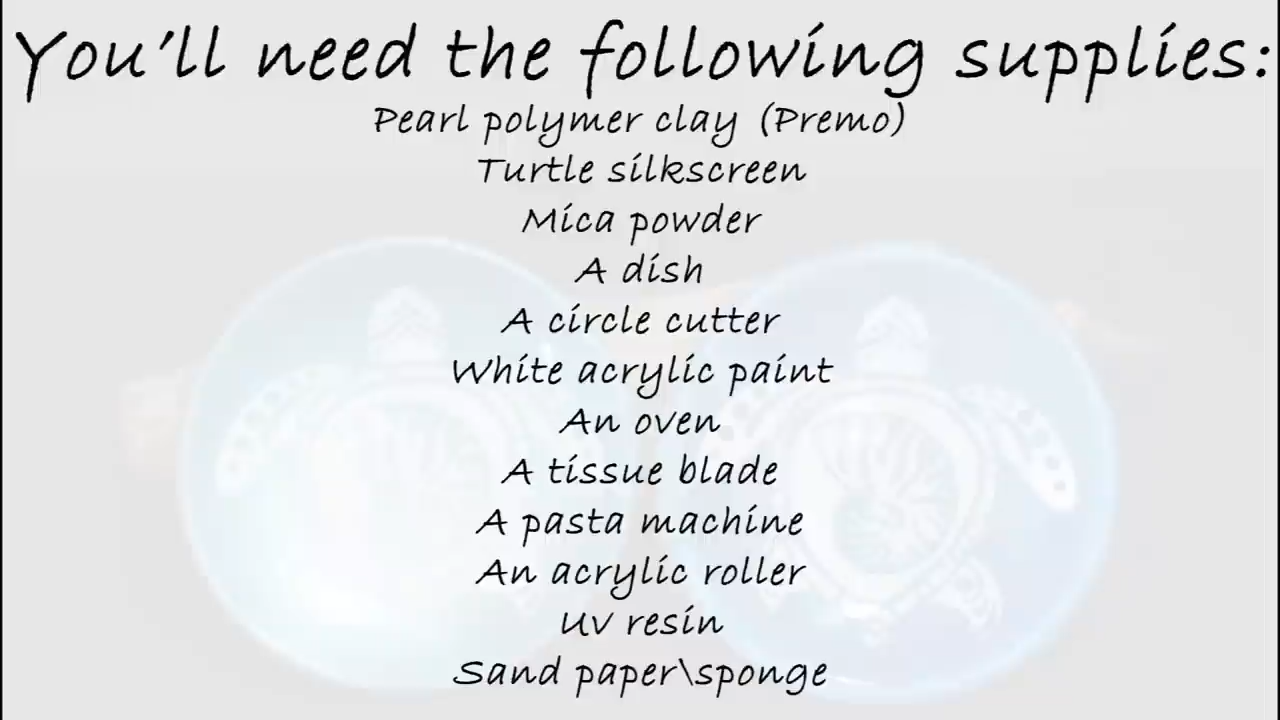 You'll need the following supplies:
Pearl polymer clay (Premo)
Turtle silkscreen
Mica powder
A dish
A circle cutter
White acrylic paint
An oven
A tissue blade
A pasta machine
An acrylic roller
Uv resin
Sand paper\sponge